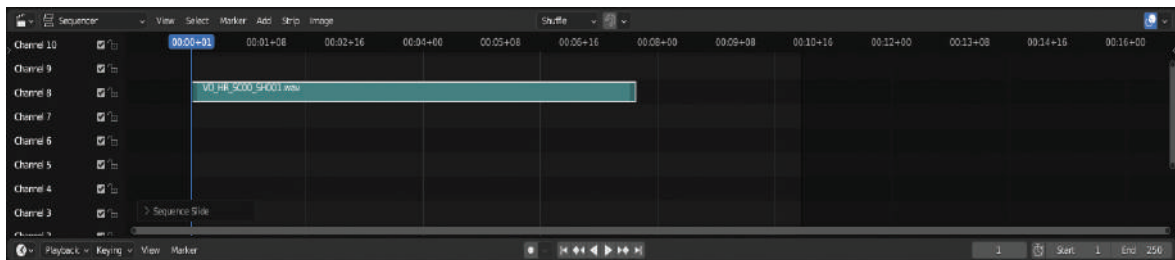 Sequencer View Select Marker Add Strip Image Shuffle
Channel 10 00:00+01 00:01+08 00:02+16 00:04+00 00:05+08 00:06+16 00:08+00 00:09+08 00:10+16 00:12+00 00:13+08 00:14+16 00:16+00
Channel 9
Channel 8 VO_HR_SC00_SH001.wav
Channel 7
Channel 6
Channel 5
Channel 4
Channel 3 > Sequence Slide
Channel 2
Playback Keying View Marker 1 Start 1 End 250